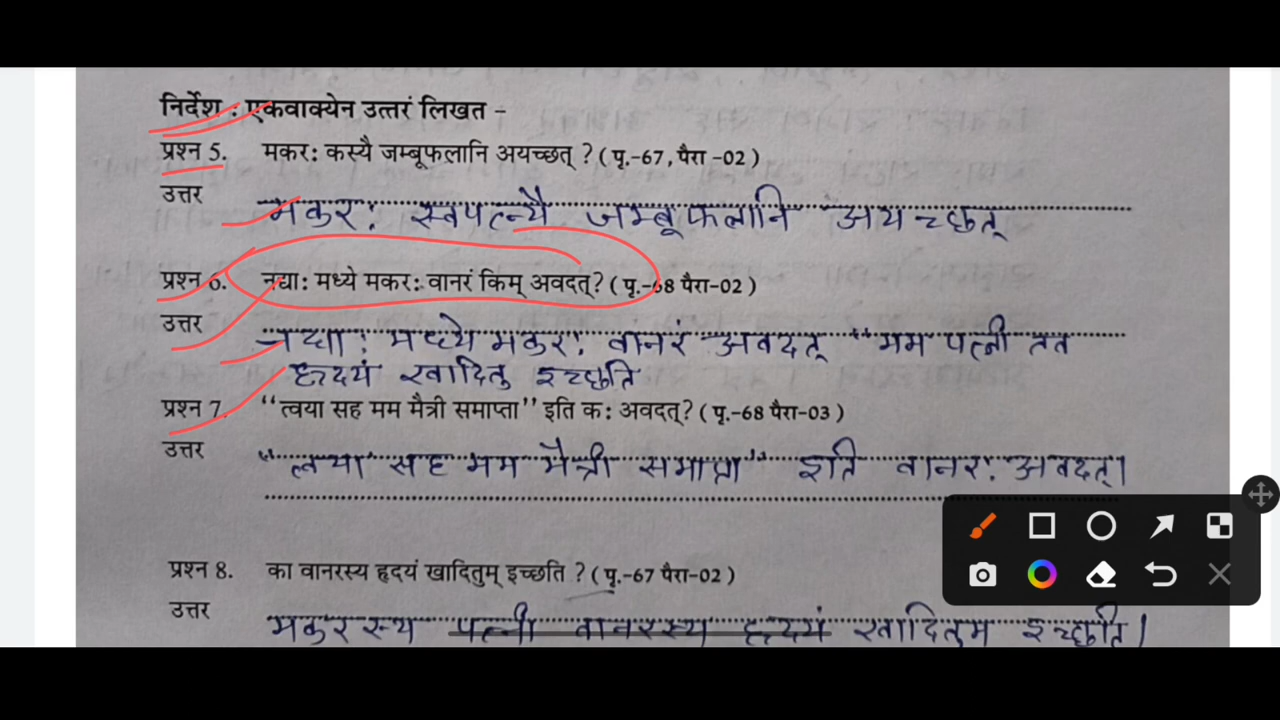 निर्देश : एकवाक्येन उत्तरं लिखत -
प्रश्न 5. मकर: कस्यै जम्बूफलानि अयच्छत् ? ( पृ.-67, पैरा -02 )
उत्तर
मकर: स्वपत्न्यै जम्बूफलानि अयच्छत्
प्रश्न 6. नद्या: मध्ये मकर: वानरं किम् अवदत्? ( पृ.-68 पैरा-02 )
उत्तर
नद्या: मध्ये मकर: वानरं अवदत् "मम पत्नी तव
हृदयं खादितु इच्छति
प्रश्न 7. "त्वया सह मम मैत्री समाप्ता" इति क: अवदत्? ( पृ.-68 पैरा-03 )
उत्तर
"त्वया सह मम मैत्री समाप्ता" इति वानर: अवदत्।
प्रश्न 8. का वानरस्य हृदयं खादितुम् इच्छति ? ( पृ.-67 पैरा-02 )
उत्तर
मकरस्य पत्नी वानरस्य हृदयं खादितुम इच्छति।